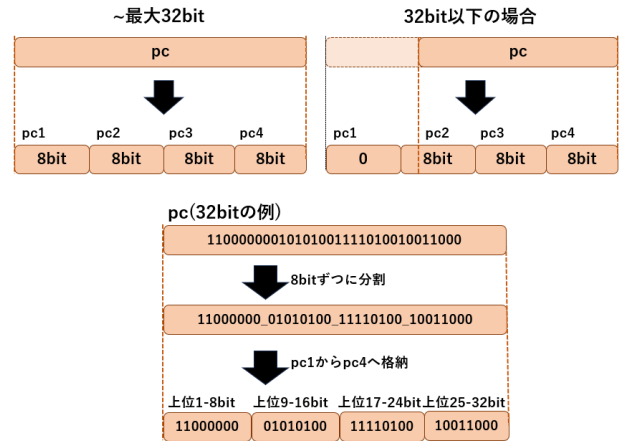 ~最大32bit
pc
pc1 pc2 pc3 pc4
8bit 8bit 8bit 8bit
32bit以下の場合
pc
pc1 pc2 pc3 pc4
0 8bit 8bit 8bit
pc(32bitの例)
11000000010101001111010010011000
8bitずつに分割
11000000_01010100_11110100_10011000
pc1からpc4へ格納
上位1-8bit 上位9-16bit 上位17-24bit 上位25-32bit
11000000 01010100 11110100 10011000